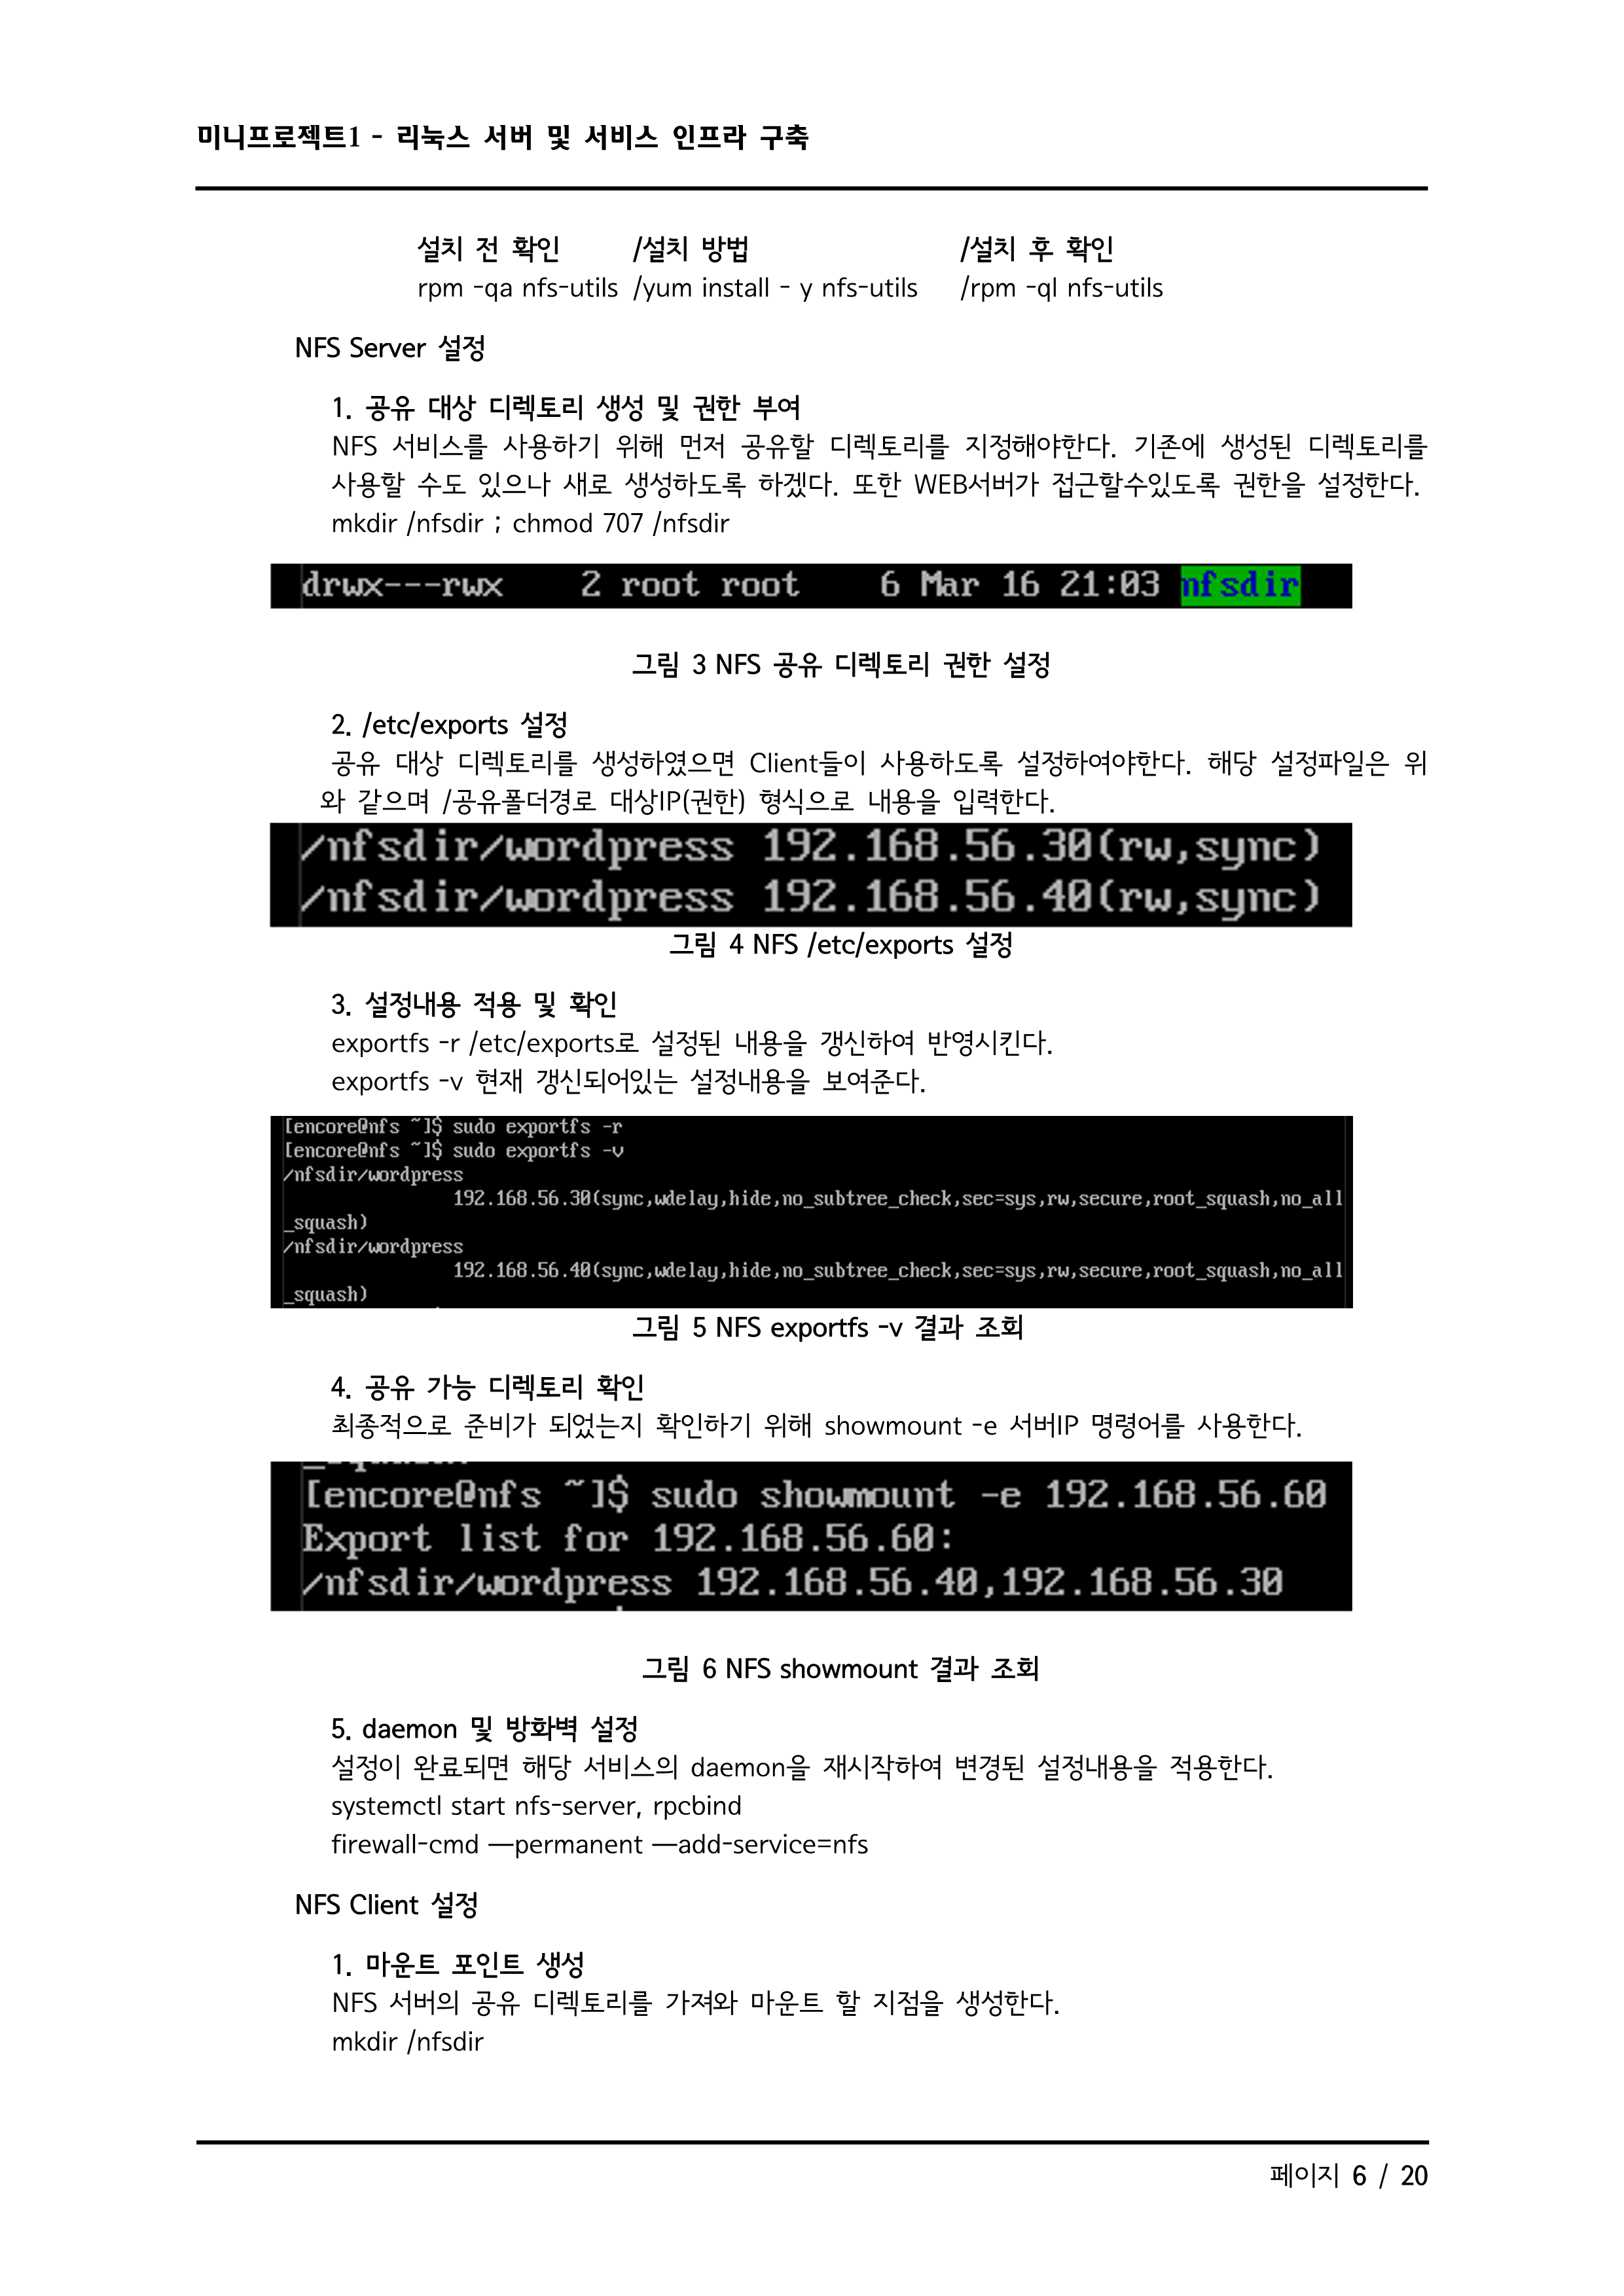 미니프로젝트1 - 리눅스 서버 및 서비스 인프라 구축
설치 전 확인 /설치 방법 /설치 후 확인
rpm -qa nfs-utils /yum install - y nfs-utils /rpm -ql nfs-utils
NFS Server 설정
1. 공유 대상 디렉토리 생성 및 권한 부여
NFS 서비스를 사용하기 위해 먼저 공유할 디렉토리를 지정해야한다. 기존에 생성된 디렉토리를
사용할 수도 있으나 새로 생성하도록 하겠다. 또한 WEB서버가 접근할수있도록 권한을 설정한다.
mkdir /nfsdir ; chmod 707 /nfsdir
drwx---rwx 2 root root 6 Mar 16 21:03 nfsdir
그림 3 NFS 공유 디렉토리 권한 설정
2. /etc/exports 설정
공유 대상 디렉토리를 생성하였으면 Client들이 사용하도록 설정하여야한다. 해당 설정파일은 위
와 같으며 /공유폴더경로 대상IP(권한) 형식으로 내용을 입력한다.
/nfsdir/wordpress 192.168.56.30(rw,sync)
/nfsdir/wordpress 192.168.56.40(rw,sync)
그림 4 NFS /etc/exports 설정
3. 설정내용 적용 및 확인
exportfs -r /etc/exports로 설정된 내용을 갱신하여 반영시킨다.
exportfs -v 현재 갱신되어있는 설정내용을 보여준다.
[encore@nfs ~]$ sudo exportfs -r
[encore@nfs ~]$ sudo exportfs -v
/nfsdir/wordpress
192.168.56.30(sync,wdelay,hide,no_subtree_check,sec=sys,rw,secure,root_squash,no_all
_squash)
/nfsdir/wordpress
192.168.56.40(sync,wdelay,hide,no_subtree_check,sec=sys,rw,secure,root_squash,no_all
_squash)
그림 5 NFS exportfs -v 결과 조회
4. 공유 가능 디렉토리 확인
최종적으로 준비가 되었는지 확인하기 위해 showmount -e 서버IP 명령어를 사용한다.
[encore@nfs ~]$ sudo showmount -e 192.168.56.60
Export list for 192.168.56.60:
/nfsdir/wordpress 192.168.56.40,192.168.56.30
그림 6 NFS showmount 결과 조회
5. daemon 및 방화벽 설정
설정이 완료되면 해당 서비스의 daemon을 재시작하여 변경된 설정내용을 적용한다.
systemctl start nfs-server, rpcbind
firewall-cmd —permanent —add-service=nfs
NFS Client 설정
1. 마운트 포인트 생성
NFS 서버의 공유 디렉토리를 가져와 마운트 할 지점을 생성한다.
mkdir /nfsdir
페이지 6 / 20